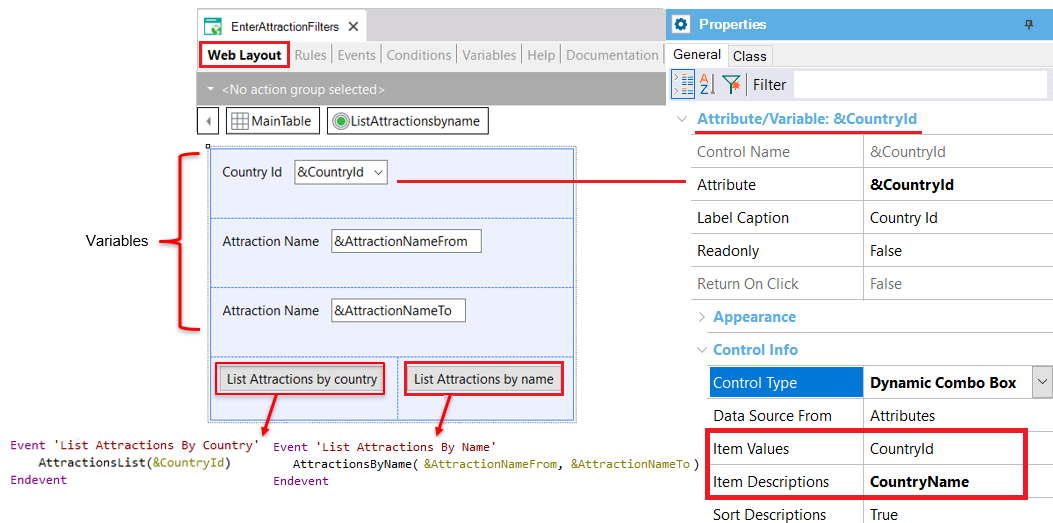 EnterAttractionFilters
Web Layout Rules Events Conditions Variables Help Documentation
<No action group selected>
MainTable ListAttractionsbyname
Variables
Country Id &CountryId
Attraction Name &AttractionNameFrom
Attraction Name &AttractionNameTo
List Attractions by country List Attractions by name
Event 'List Attractions By Country'
AttractionsList(&CountryId)
Endevent
Event 'List Attractions By Name'
AttractionsByName( &AttractionNameFrom, &AttractionNameTo )
Endevent
Properties
General Class
A Z Filter
Attribute/Variable: &CountryId
Control Name &CountryId
Attribute &CountryId
Label Caption Country Id
Readonly False
Return On Click False
Appearance
Control Info
Control Type Dynamic Combo Box
Data Source From Attributes
Item Values CountryId
Item Descriptions CountryName
Sort Descriptions True